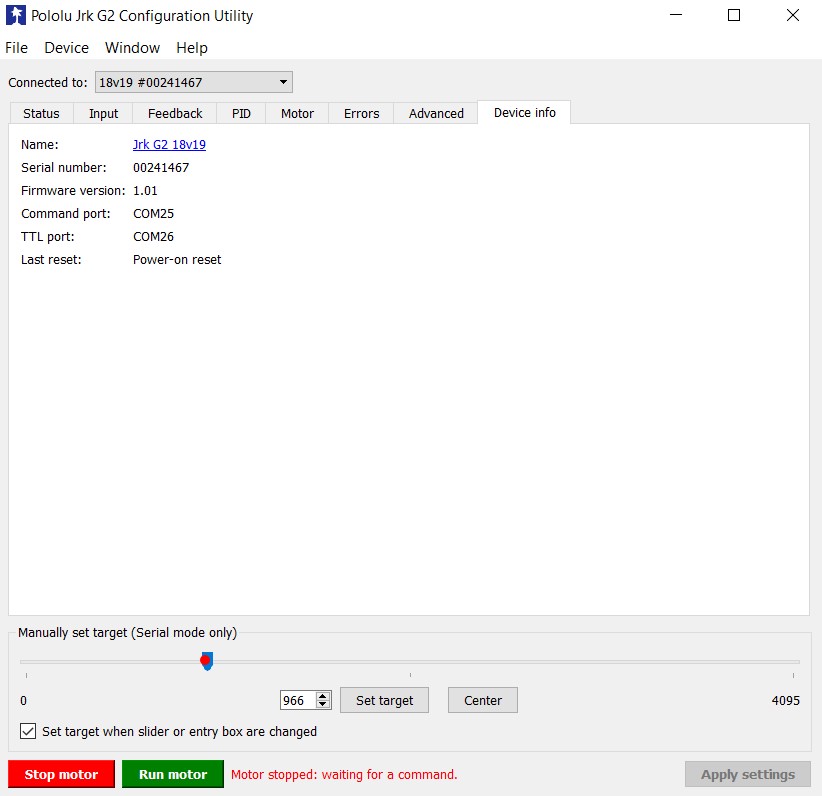 Pololu Jrk G2 Configuration Utility
File Device Window Help
Connected to: 18v19 #00241467
Status Input Feedback PID Motor Errors Advanced Device info
Name: Jrk G2 18v19
Serial number: 00241467
Firmware version: 1.01
Command port: COM25
TTL port: COM26
Last reset: Power-on reset
Manually set target (Serial mode only)
0 966 Set target Center 4095
Set target when slider or entry box are changed
Stop motor Run motor Motor stopped: waiting for a command. Apply settings